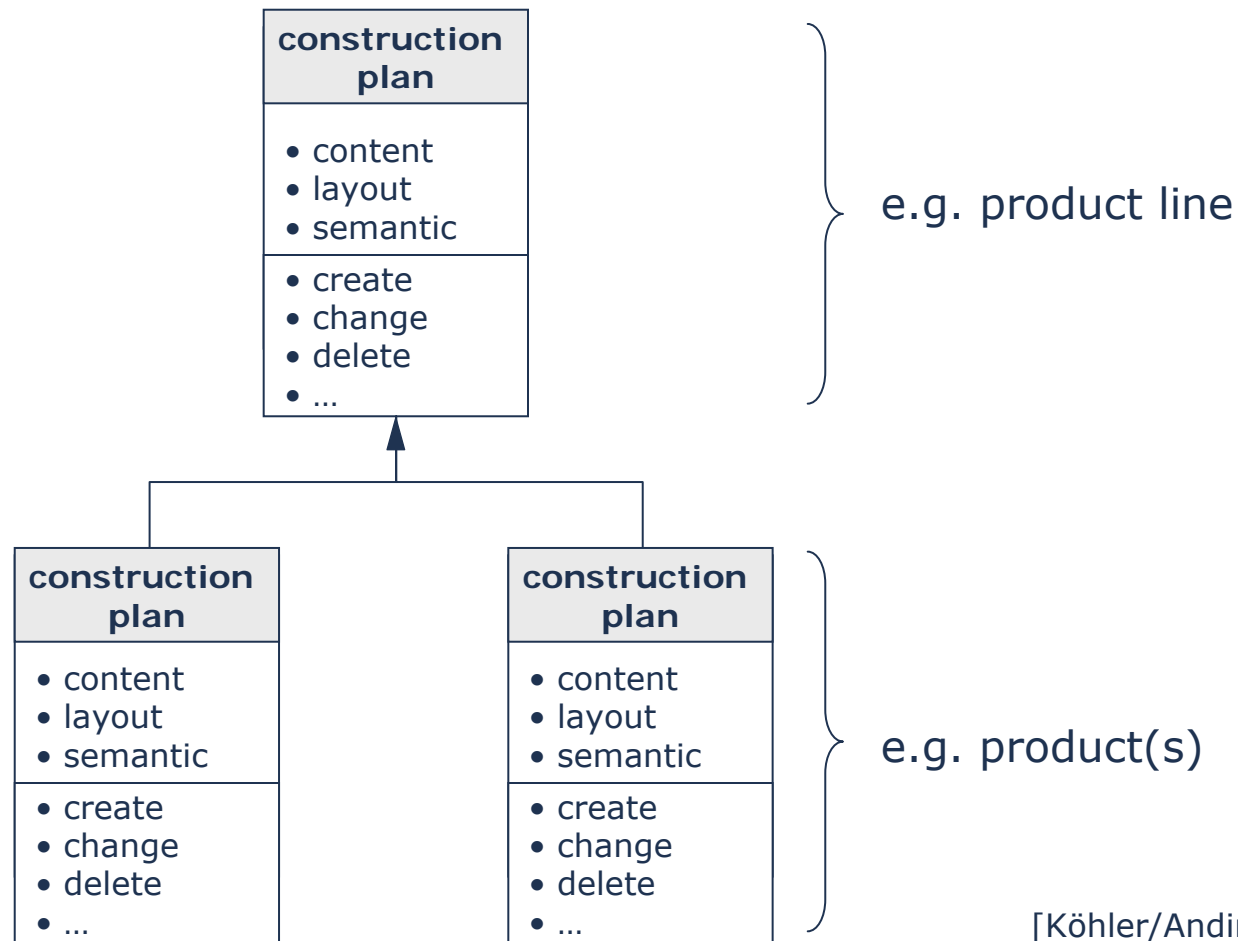 construction
plan
• content
• layout
• semantic
• create
• change
• delete
• ...
e.g. product line
construction
plan
• content
• layout
• semantic
• create
• change
• delete
• ...
construction
plan
• content
• layout
• semantic
• create
• change
• delete
• ...
e.g. product(s)